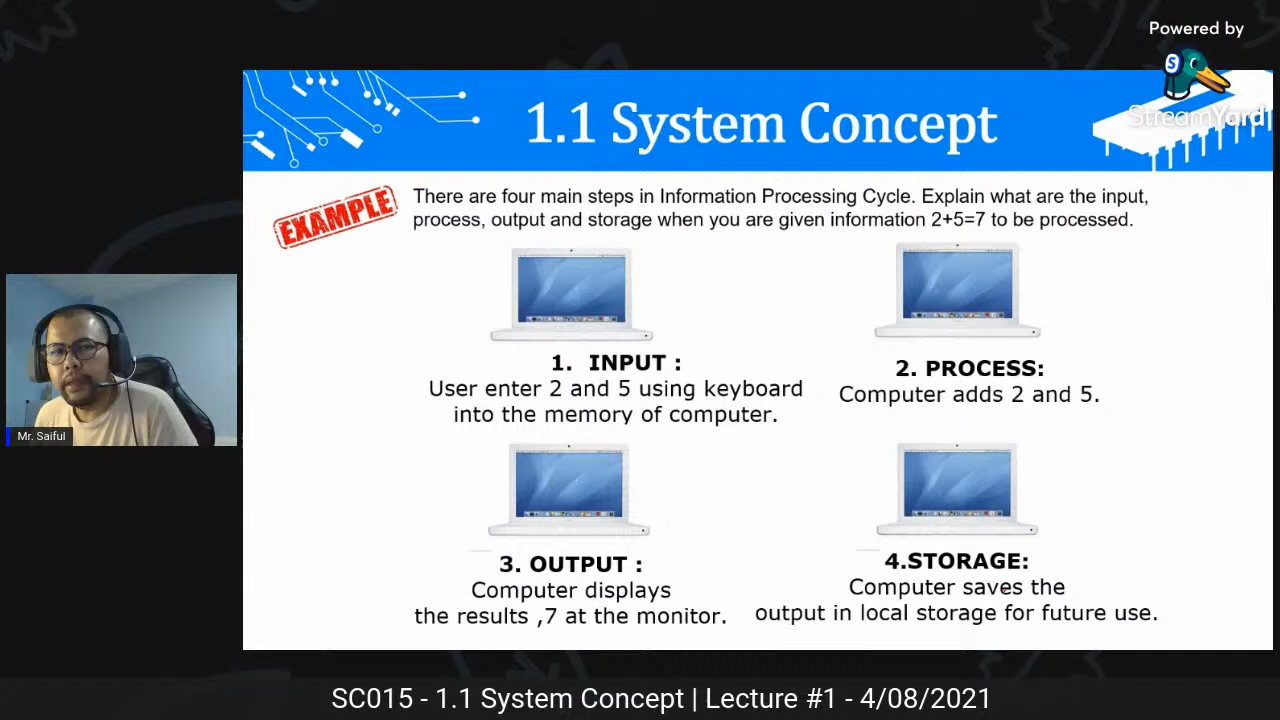 Powered by
StreamYard
1.1 System Concept
EXAMPLE
There are four main steps in Information Processing Cycle. Explain what are the input,
process, output and storage when you are given information 2+5=7 to be processed.
1. INPUT :
User enter 2 and 5 using keyboard
into the memory of computer.
2. PROCESS:
Computer adds 2 and 5.
3. OUTPUT :
Computer displays
the results ,7 at the monitor.
4.STORAGE:
Computer saves the
output in local storage for future use.
Mr. Saiful
SC015 - 1.1 System Concept | Lecture #1 - 4/08/2021